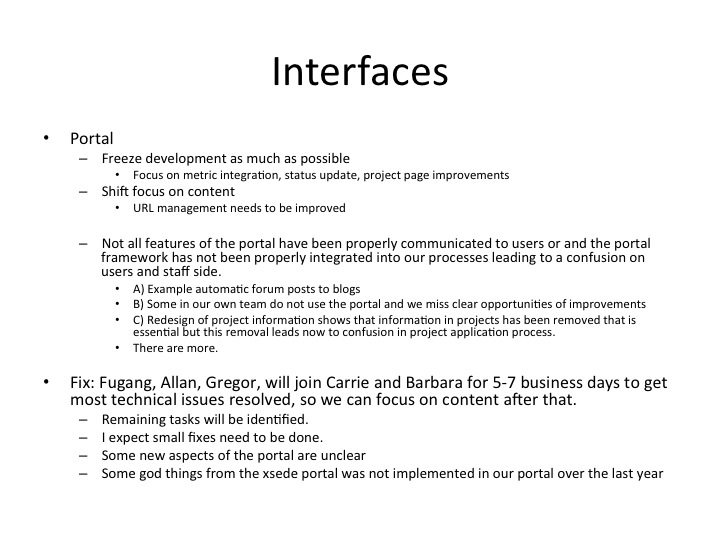 Interfaces
• Portal
– Freeze development as much as possible
• Focus on metric integration, status update, project page improvements
– Shift focus on content
• URL management needs to be improved
– Not all features of the portal have been properly communicated to users or and the portal
framework has not been properly integrated into our processes leading to a confusion on
users and staff side.
• A) Example automatic forum posts to blogs
• B) Some in our own team do not use the portal and we miss clear opportunities of improvements
• C) Redesign of project information shows that information in projects has been removed that is
essential but this removal leads now to confusion in project application process.
• There are more.
• Fix: Fugang, Allan, Gregor, will join Carrie and Barbara for 5-7 business days to get
most technical issues resolved, so we can focus on content after that.
– Remaining tasks will be identified.
– I expect small fixes need to be done.
– Some new aspects of the portal are unclear
– Some god things from the xsede portal was not implemented in our portal over the last year